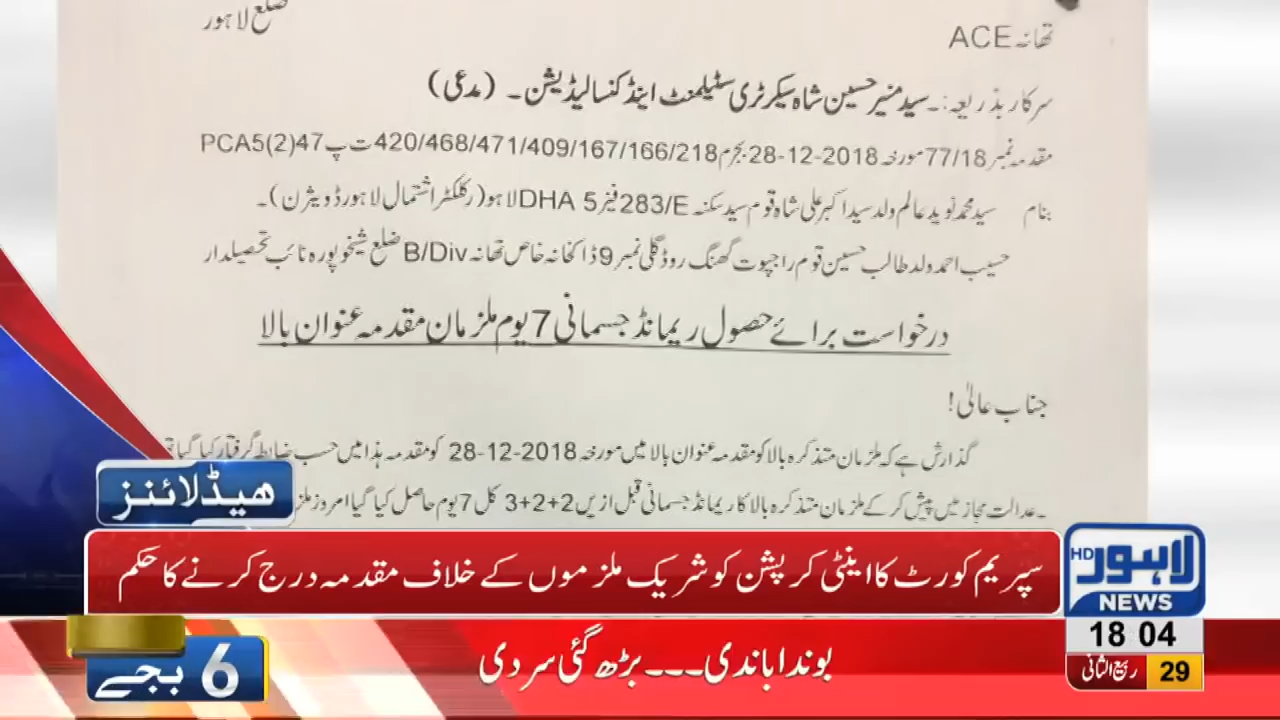 ضلع لاہور
تھانہ ACE
سرکار بذریعہ:۔ سید منیر حسین شاہ سیکرٹری سٹیلمنٹ اینڈ کنسالیڈیشن۔ (مدعی)
مقدمہ نمبر 77/18 مورخہ 28-12-2018 بجرم 420/468/471/409/167/166/218 ت پ 47(2)PCA5
بنام سید محمد نوید عالم ولد سید اکبر علی شاہ قوم سید سکنہ 283/E فیز 5 DHA لاہور (کلکٹر اشتمال لاہور ڈویژن)۔
حسیب احمد ولد طالب حسین قوم راجپوت گھنگ روڈ گلی نمبر 9 ڈاکخانہ خاص تھانہ B/Div ضلع شیخوپورہ نائب تحصیلدار
درخواست برائے حصول ریمانڈ جسمانی 7 یوم ملزمان مقدمہ عنوان بالا
جناب عالیٰ!
گذارش ہے کہ ملزمان متذکرہ بالا کو مقدمہ عنوان بالا میں مورخہ 28-12-2018 کو مقدمہ ہذا میں حسب ضابطہ گرفتار کیا گیا
۔عدالت مجاز میں پیش کر کے ملزمان متذکرہ بالا کا ریمانڈ جسمانی قبل ازیں 2+2+3 کل 7 یوم حاصل کیا گیا امروز
ھیڈلائنز
سپریم کورٹ کا اینٹی کرپشن کو شریک ملزموں کے خلاف مقدمہ درج کرنے کا حکم
لاہور HD
NEWS
18 04
29 ربیع الثانی
6 بجے
بوندا باندی۔۔۔ بڑھ گئی سردی